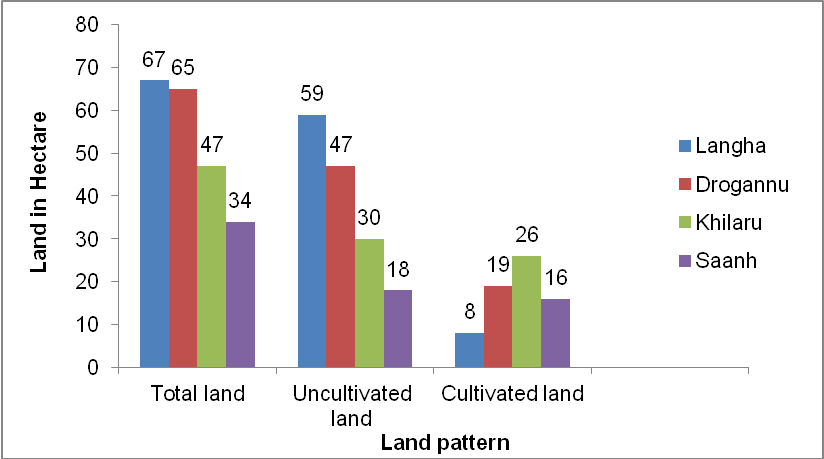 80
70
60
50
40
30
20
10
0
Land in Hectare
67
65
47
34
59
47
30
18
8
19
26
16
Total land
Uncultivated
land
Cultivated land
Land pattern
Langha
Drogannu
Khilaru
Saanh